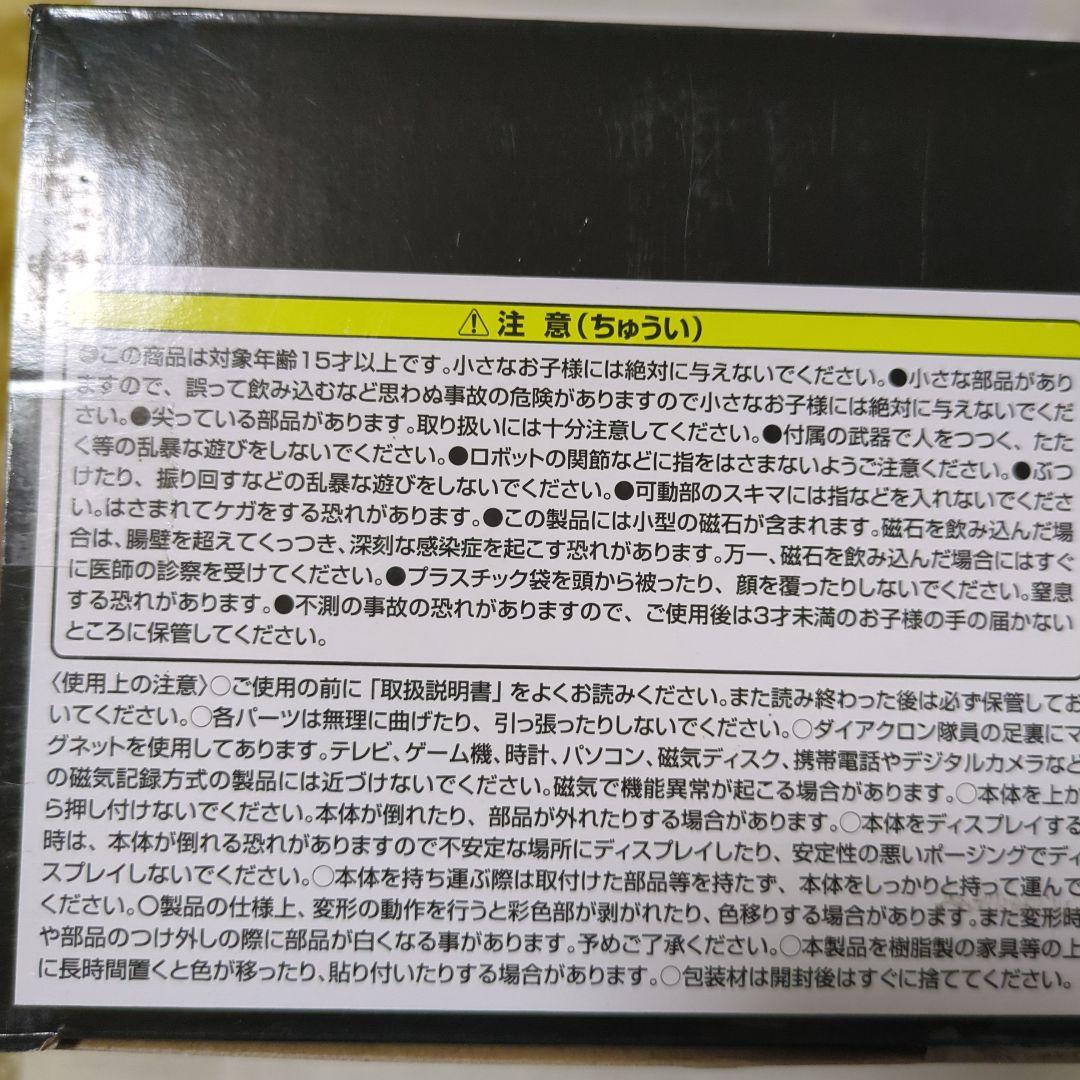 注 意(ちゅうい)
●この商品は対象年齢15才以上です。小さなお子様には絶対に与えないでください。●小さな部品があり
ますので、誤って飲み込むなど思わぬ事故の危険がありますので小さなお子様には絶対に与えないでくだ
さい。●尖っている部品があります。取り扱いには十分注意してください。●付属の武器で人をつつく、たた
く等の乱暴な遊びをしないでください。●ロボットの関節などに指をはさまないようご注意ください。●ぶつ
けたり、振り回すなどの乱暴な遊びをしないでください。●可動部のスキマには指などを入れないでくださ
い。はさまれてケガをする恐れがあります。●この製品には小型の磁石が含まれます。磁石を飲み込んだ場
合は、腸壁を超えてくっつき、深刻な感染症を起こす恐れがあります。万一、磁石を飲み込んだ場合にはすぐ
に医師の診察を受けてください。●プラスチック袋を頭から被ったり、顔を覆ったりしないでください。窒息
する恐れがあります。●不測の事故の恐れがありますので、ご使用後は3才未満のお子様の手の届かない
ところに保管してください。
〈使用上の注意〉○ご使用の前に「取扱説明書」をよくお読みください。また読み終わった後は必ず保管してお
いてください。○各パーツは無理に曲げたり、引っ張ったりしないでください。○ダイアクロン隊員の足裏にマ
グネットを使用してあります。テレビ、ゲーム機、時計、パソコン、磁気ディスク、携帯電話やデジタルカメラなど
の磁気記録方式の製品には近づけないでください。磁気で機能異常が起こる場合があります。○本体を上か
ら押し付けないでください。本体が倒れたり、部品が外れたりする場合があります。○本体をディスプレイする
時は、本体が倒れる恐れがありますので不安定な場所にディスプレイしたり、安定性の悪いポージングでディ
スプレイしないでください。○本体を持ち運ぶ際は取付けた部品等を持たず、本体をしっかりと持って運んで
ください。○製品の仕様上、変形の動作を行うと彩色部が剥がれたり、色移りする場合があります。また変形時
や部品のつけ外しの際に部品が白くなる事があります。予めご了承ください。○本製品を樹脂製の家具等の上
に長時間置くと色が移ったり、貼り付いたりする場合があります。○包装材は開封後はすぐに捨ててください。